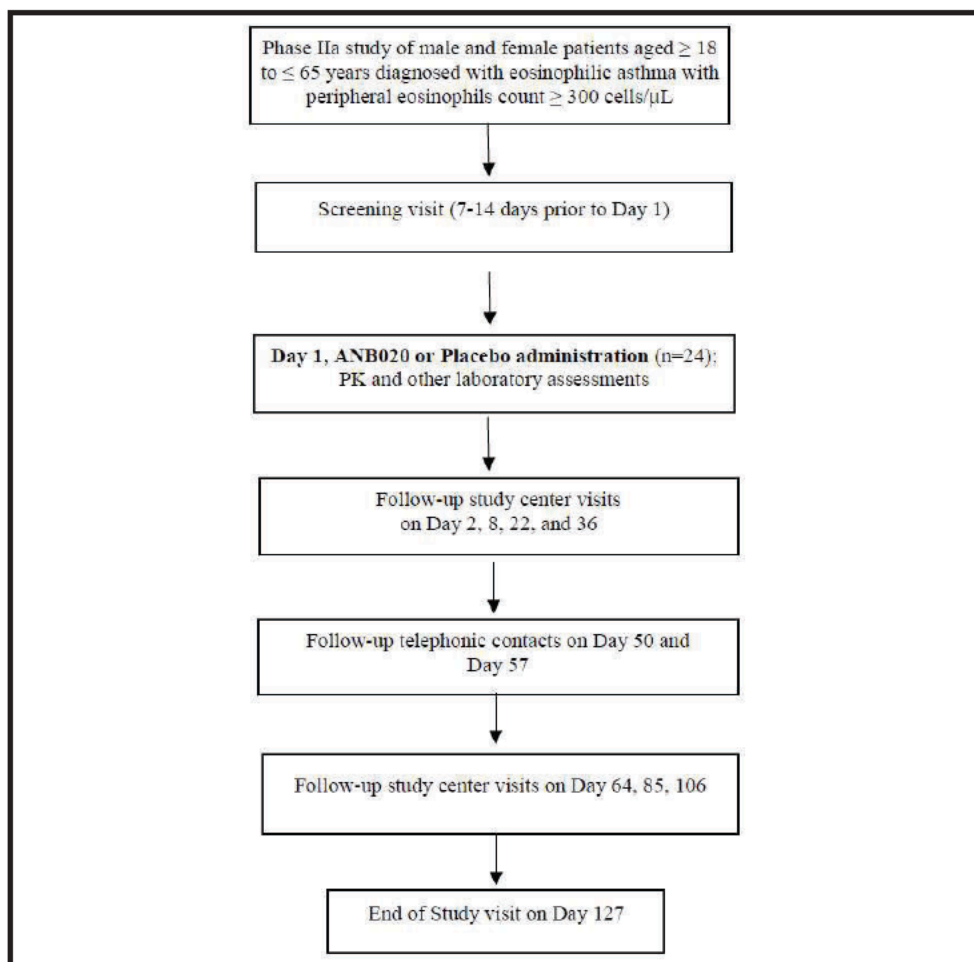 Phase IIa study of male and female patients aged ≥ 18
to ≤ 65 years diagnosed with eosinophilic asthma with
peripheral eosinophils count ≥ 300 cells/μL
Screening visit (7-14 days prior to Day 1)
Day 1, ANB020 or Placebo administration (n=24);
PK and other laboratory assessments
Follow-up study center visits
on Day 2, 8, 22, and 36
Follow-up telephonic contacts on Day 50 and
Day 57
Follow-up study center visits on Day 64, 85, 106
End of Study visit on Day 127